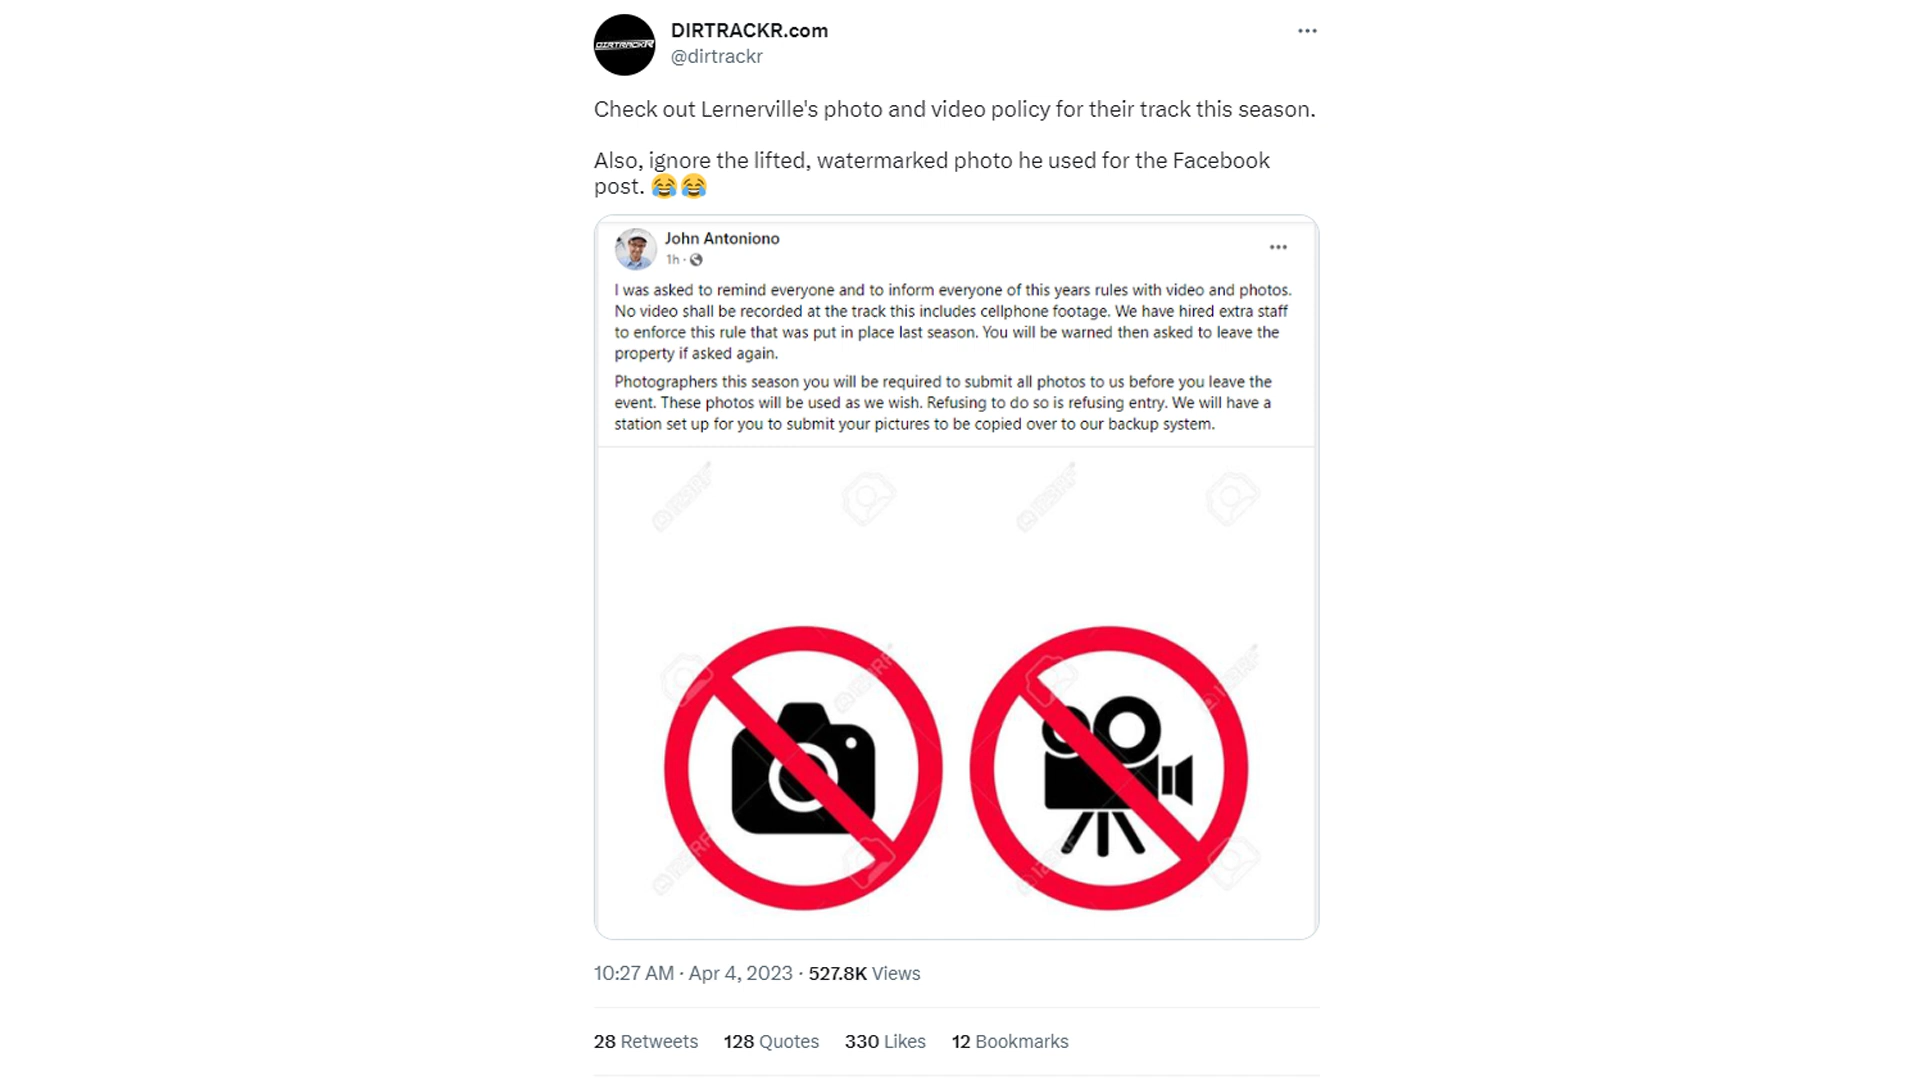 DIRTRACKR
DIRTRACKR.com
@dirtrackr
Check out Lernerville's photo and video policy for their track this season.
Also, ignore the lifted, watermarked photo he used for the Facebook
post. 😂😂
John Antoniono
1h ·
I was asked to remind everyone and to inform everyone of this years rules with video and photos.
No video shall be recorded at the track this includes cellphone footage. We have hired extra staff
to enforce this rule that was put in place last season. You will be warned then asked to leave the
property if asked again.
Photographers this season you will be required to submit all photos to us before you leave the
event. These photos will be used as we wish. Refusing to do so is refusing entry. We will have a
station set up for you to submit your pictures to be copied over to our backup system.
123RF
123RF
123RF
123RF
123RF
123RF
10:27 AM · Apr 4, 2023 · 527.8K Views
28 Retweets 128 Quotes 330 Likes 12 Bookmarks